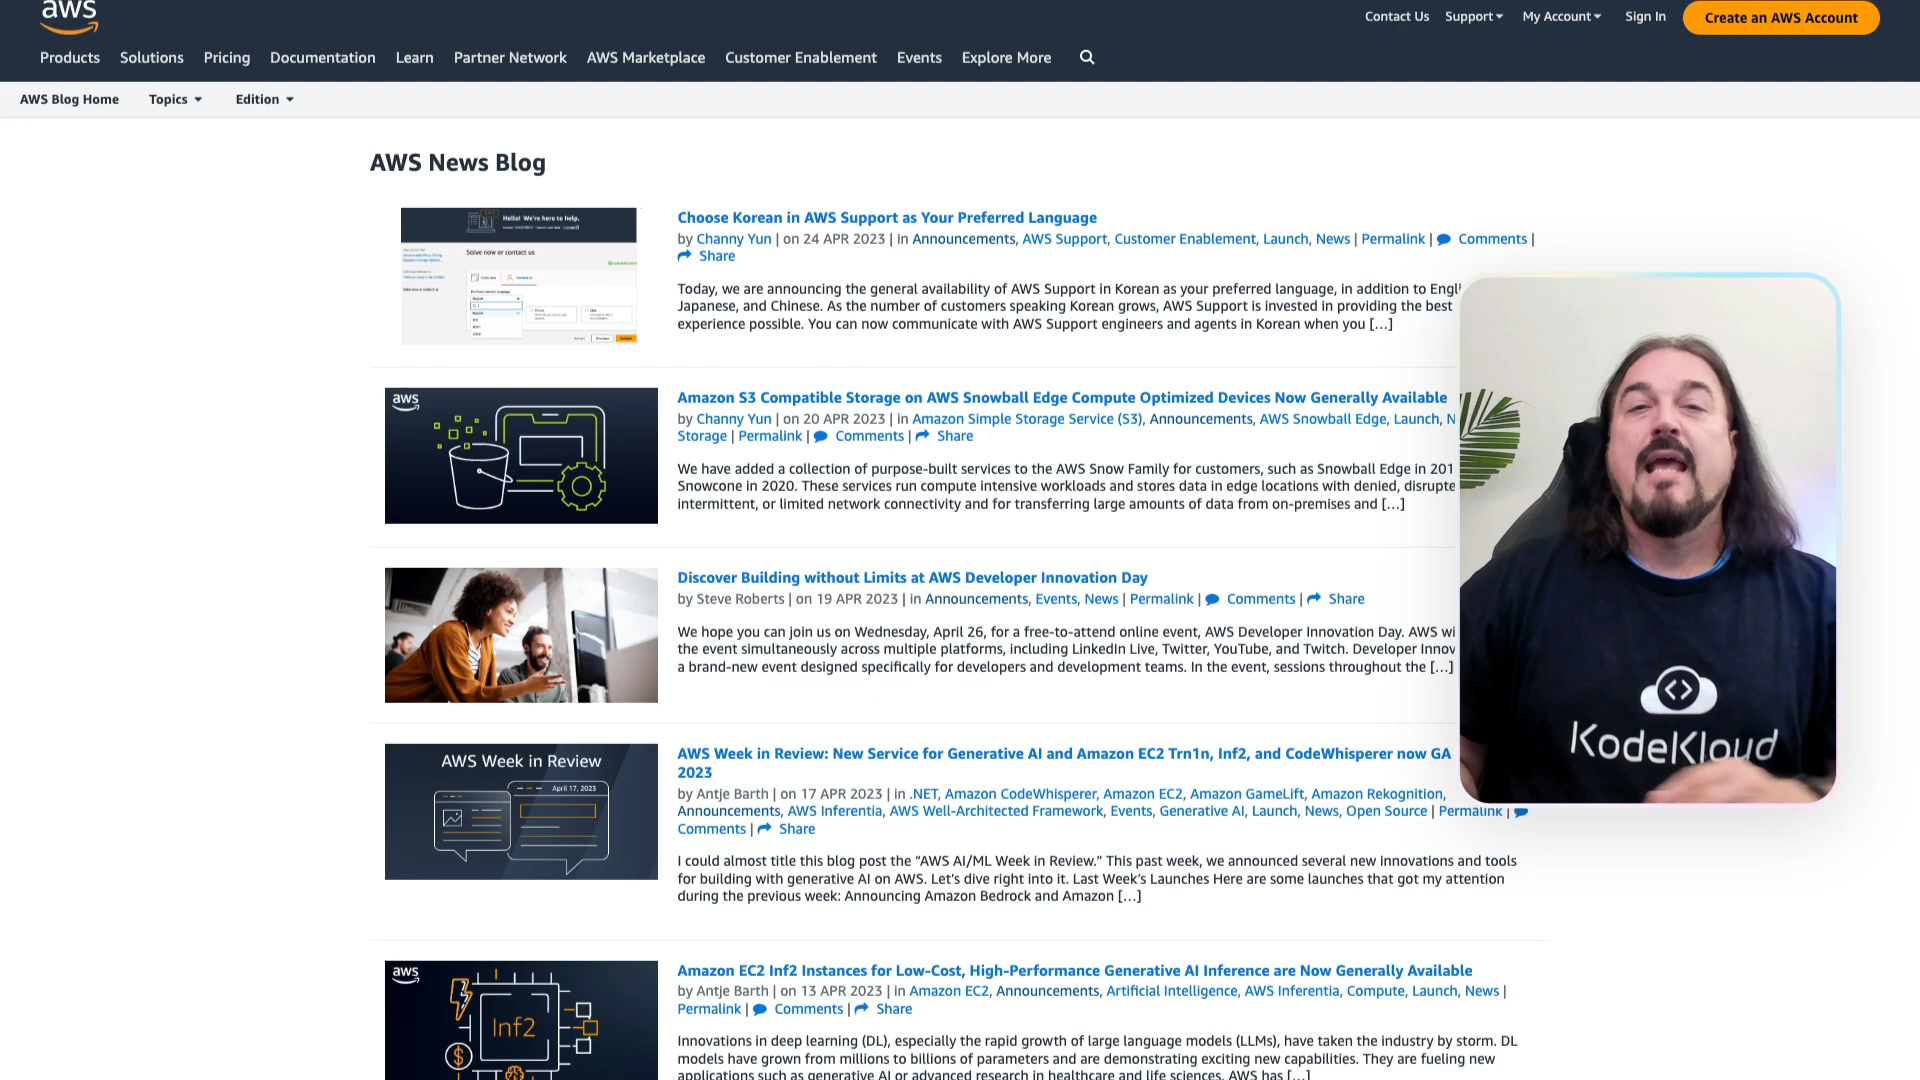 aws
Contact Us Support My Account Sign In Create an AWS Account
Products Solutions Pricing Documentation Learn Partner Network AWS Marketplace Customer Enablement Events Explore More
AWS Blog Home Topics Edition
AWS News Blog
Hello! We're here to help.
Solve now or contact us
Choose Korean in AWS Support as Your Preferred Language
by Channy Yun | on 24 APR 2023 | in Announcements, AWS Support, Customer Enablement, Launch, News | Permalink | Comments |
Share
Today, we are announcing the general availability of AWS Support in Korean as your preferred language, in addition to Engli
Japanese, and Chinese. As the number of customers speaking Korean grows, AWS Support is invested in providing the best
experience possible. You can now communicate with AWS Support engineers and agents in Korean when you […]
aws
Amazon S3 Compatible Storage on AWS Snowball Edge Compute Optimized Devices Now Generally Available
by Channy Yun | on 20 APR 2023 | in Amazon Simple Storage Service (S3), Announcements, AWS Snowball Edge, Launch, N
Storage | Permalink | Comments | Share
We have added a collection of purpose-built services to the AWS Snow Family for customers, such as Snowball Edge in 201
Snowcone in 2020. These services run compute intensive workloads and stores data in edge locations with denied, disrupte
intermittent, or limited network connectivity and for transferring large amounts of data from on-premises and […]
Discover Building without Limits at AWS Developer Innovation Day
by Steve Roberts | on 19 APR 2023 | in Announcements, Events, News | Permalink | Comments | Share
We hope you can join us on Wednesday, April 26, for a free-to-attend online event, AWS Developer Innovation Day. AWS wi
the event simultaneously across multiple platforms, including LinkedIn Live, Twitter, YouTube, and Twitch. Developer Innov
a brand-new event designed specifically for developers and development teams. In the event, sessions throughout the […]
KodeKloud
AWS Week in Review
April 17, 2023
AWS Week in Review: New Service for Generative AI and Amazon EC2 Trn1n, Inf2, and CodeWhisperer now GA
2023
by Antje Barth | on 17 APR 2023 | in .NET, Amazon CodeWhisperer, Amazon EC2, Amazon GameLift, Amazon Rekognition,
Announcements, AWS Inferentia, AWS Well-Architected Framework, Events, Generative AI, Launch, News, Open Source | Permalink |
Comments | Share
I could almost title this blog post the “AWS AI/ML Week in Review.” This past week, we announced several new innovations and tools
for building with generative AI on AWS. Let’s dive right into it. Last Week’s Launches Here are some launches that got my attention
during the previous week: Announcing Amazon Bedrock and Amazon […]
aws
Inf2
$
Amazon EC2 Inf2 Instances for Low-Cost, High-Performance Generative AI Inference are Now Generally Available
by Antje Barth | on 13 APR 2023 | in Amazon EC2, Announcements, Artificial Intelligence, AWS Inferentia, Compute, Launch, News |
Permalink | Comments | Share
Innovations in deep learning (DL), especially the rapid growth of large language models (LLMs), have taken the industry by storm. DL
models have grown from millions to billions of parameters and are demonstrating exciting new capabilities. They are fueling new
applications such as generative AI or advanced research in healthcare and life sciences. AWS has […]